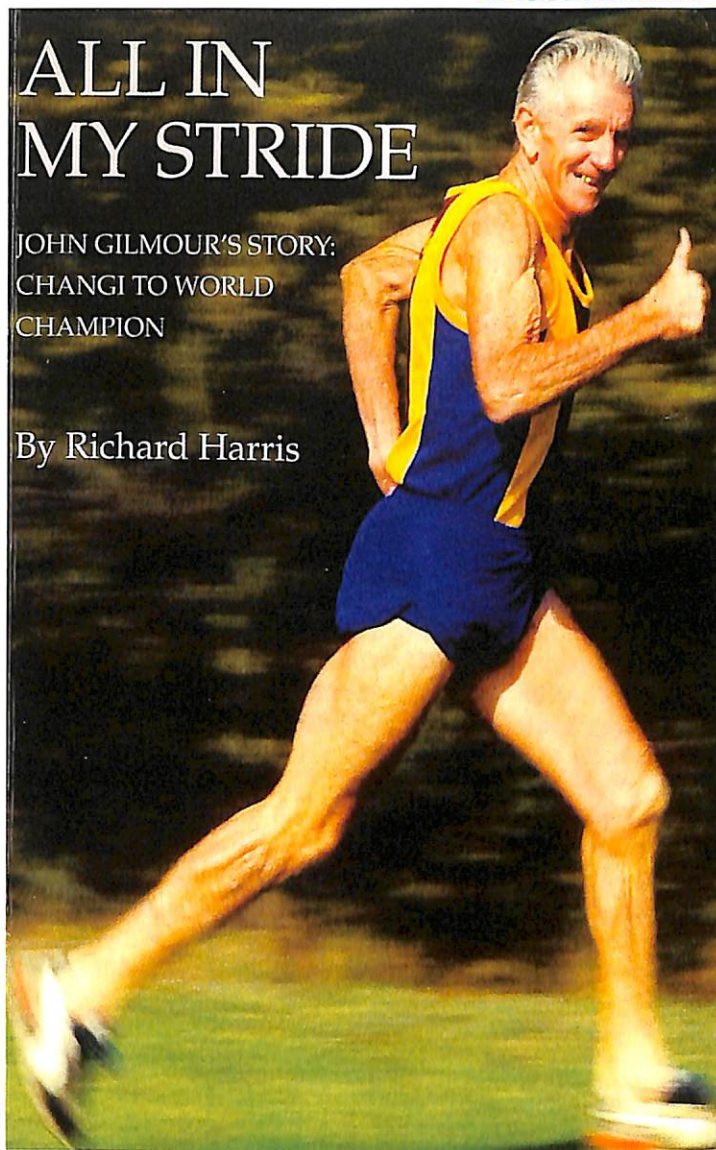 ALL IN
MY STRIDE
JOHN GILMOUR'S STORY:
CHANGI TO WORLD
CHAMPION
By Richard Harris